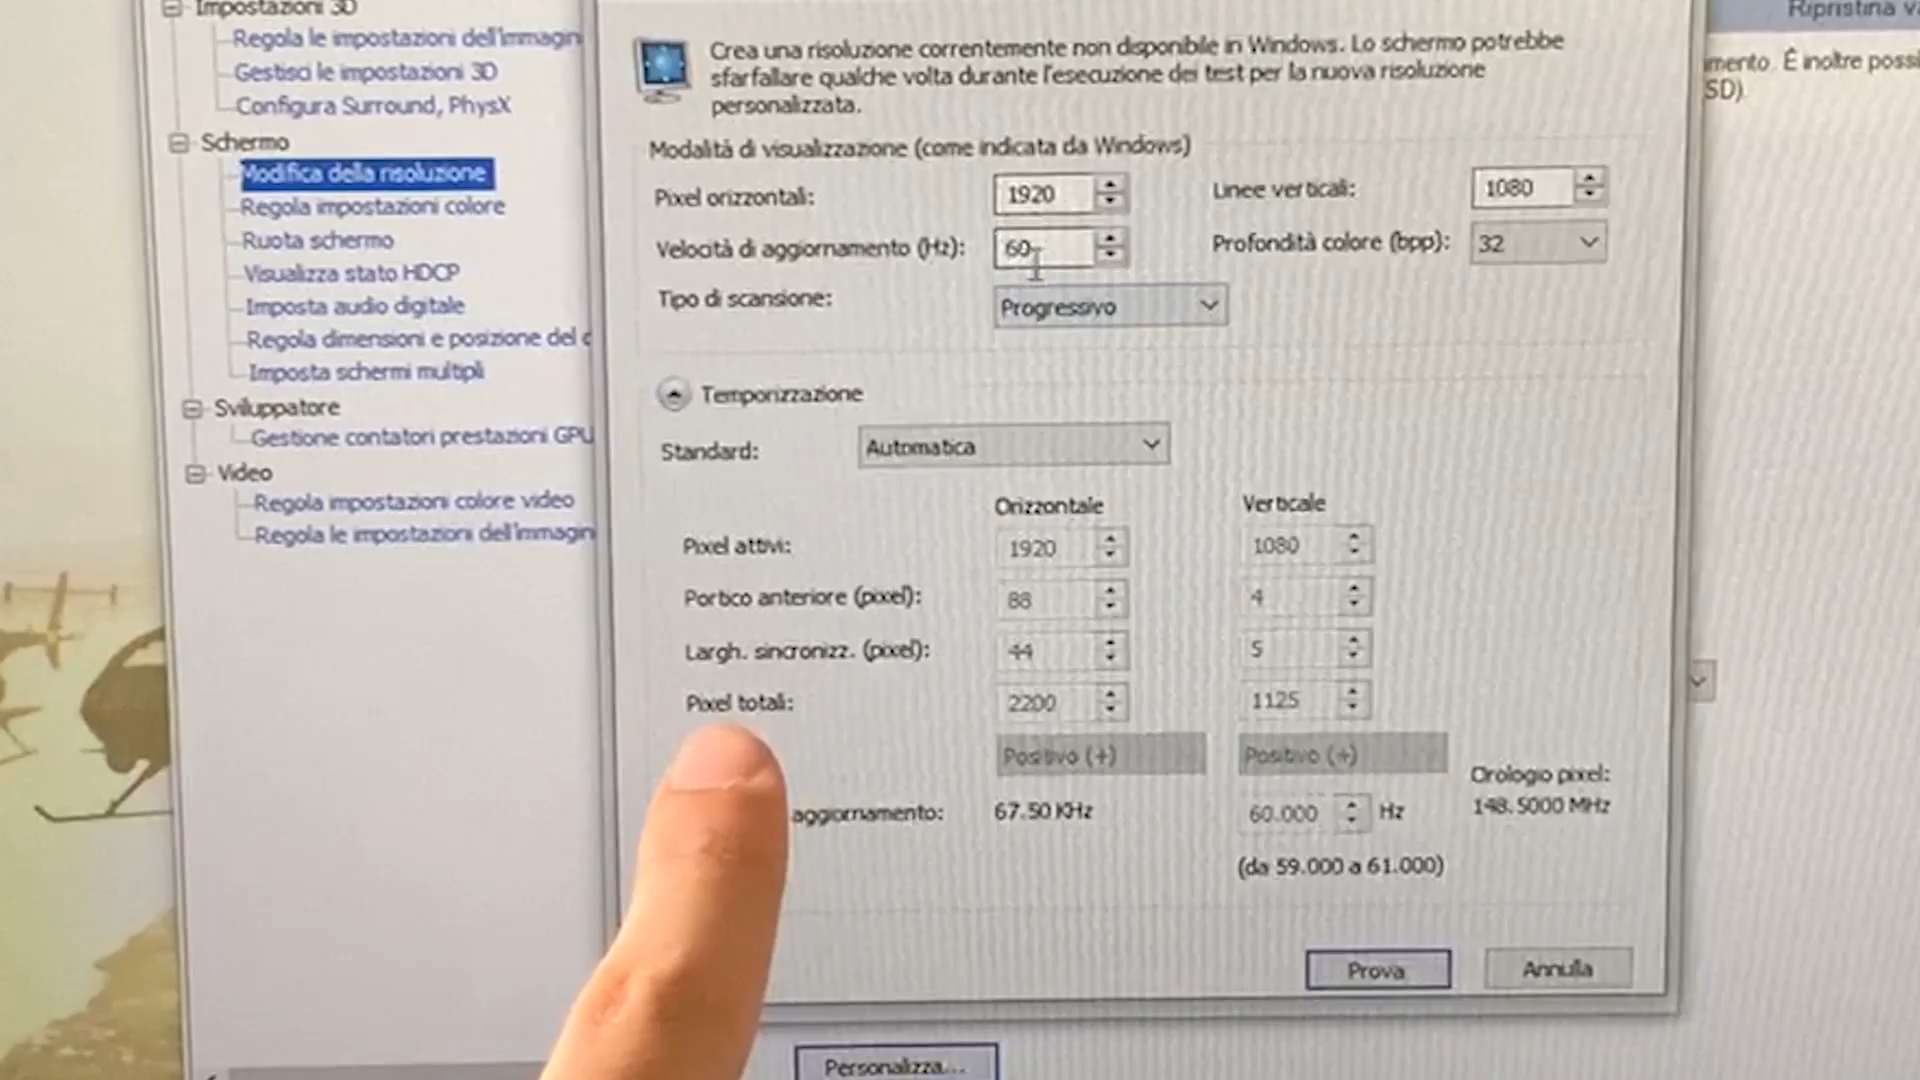 Impostazioni 3D
Regola le impostazioni dell'immagin
Gestisci le impostazioni 3D
Configura Surround, PhysX
Schermo
Modifica della risoluzione
Regola impostazioni colore
Ruota schermo
Visualizza stato HDCP
Imposta audio digitale
Regola dimensioni e posizione del d
Imposta schermi multipli
Sviluppatore
Gestione contatori prestazioni GPU
Video
Regola impostazioni colore video
Regola le impostazioni dell'immagin
Crea una risoluzione correntemente non disponibile in Windows. Lo schermo potrebbe
sfarfallare qualche volta durante l'esecuzione dei test per la nuova risoluzione
personalizzata.
Modalità di visualizzazione (come indicata da Windows)
Pixel orizzontali: 1920 Linee verticali: 1080
Velocità di aggiornamento (Hz): 60 Profondità colore (bpp): 32
Tipo di scansione: Progressivo
Temporizzazione
Standard: Automatica
Orizzontale Verticale
Pixel attivi: 1920 1080
Portico anteriore (pixel): 88 4
Largh. sincronizz. (pixel): 44 5
Pixel totali: 2200 1125
Positivo (+) Positivo (+) Orologio pixel:
aggiornamento: 67.50 KHz 60.000 Hz 148.5000 MHz
(da 59.000 a 61.000)
Prova Annulla
Personalizza...
Ripristina va
mento. È inoltre possi
SD).